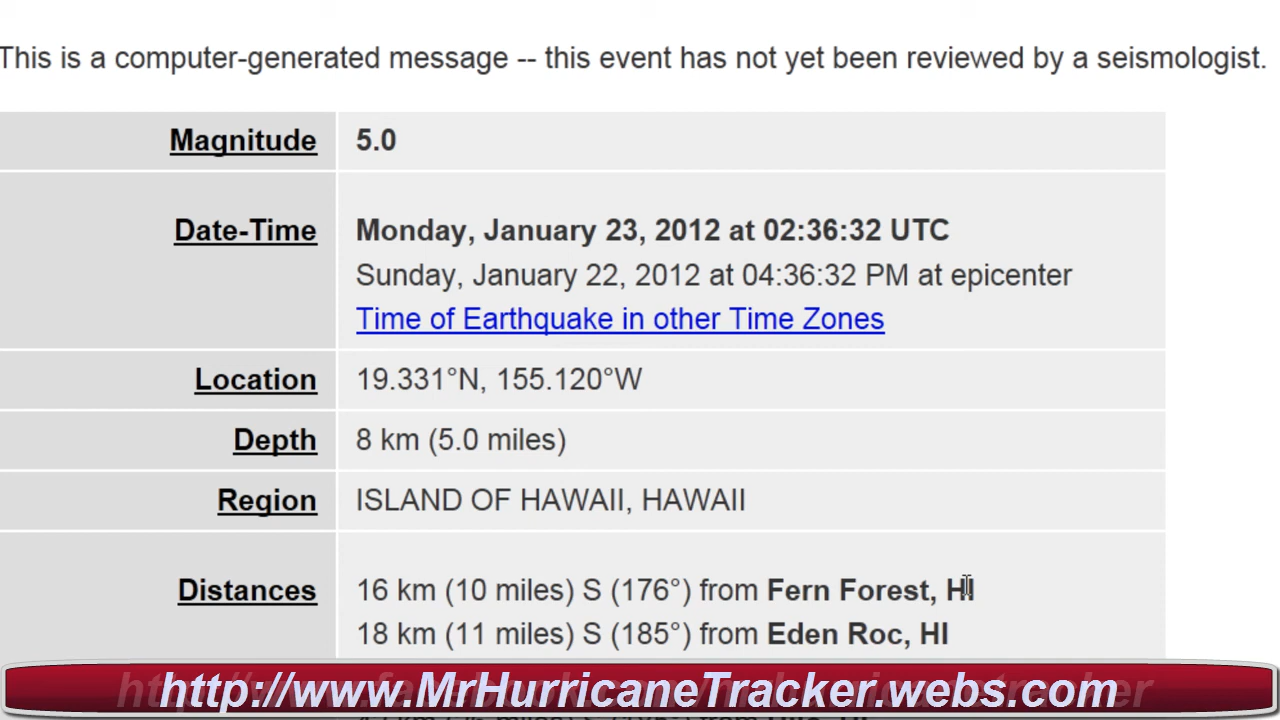 This is a computer-generated message -- this event has not yet been reviewed by a seismologist.
Magnitude 5.0
Date-Time Monday, January 23, 2012 at 02:36:32 UTC
Sunday, January 22, 2012 at 04:36:32 PM at epicenter
Time of Earthquake in other Time Zones
Location 19.331°N, 155.120°W
Depth 8 km (5.0 miles)
Region ISLAND OF HAWAII, HAWAII
Distances 16 km (10 miles) S (176°) from Fern Forest, HI
18 km (11 miles) S (185°) from Eden Roc, HI
http://www.MrHurricaneTracker.webs.com